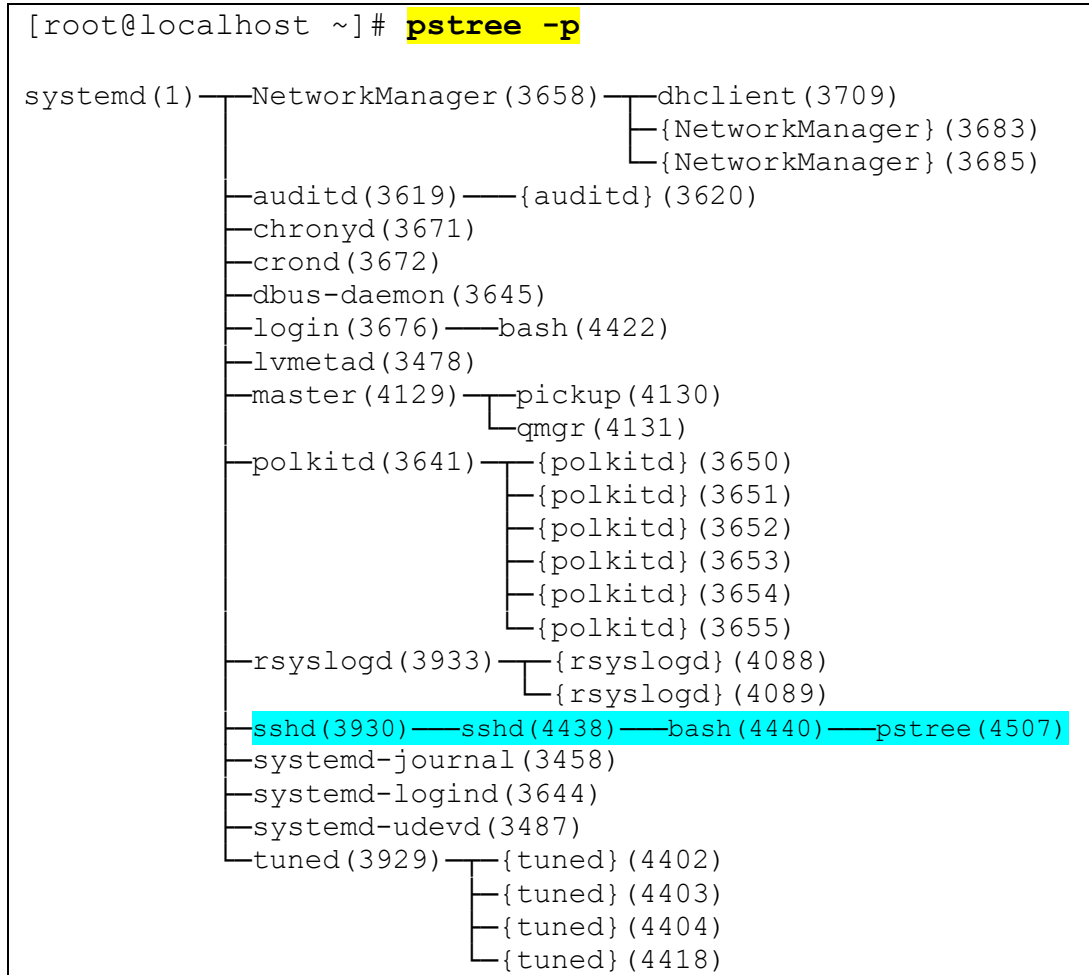 [root@localhost ~]# pstree -p
systemd(1)─┬─NetworkManager(3658)─┬─dhclient(3709)
           │                      ├─{NetworkManager}(3683)
           │                      └─{NetworkManager}(3685)
           ├─auditd(3619)───{auditd}(3620)
           ├─chronyd(3671)
           ├─crond(3672)
           ├─dbus-daemon(3645)
           ├─login(3676)───bash(4422)
           ├─lvmetad(3478)
           ├─master(4129)─┬─pickup(4130)
           │              └─qmgr(4131)
           ├─polkitd(3641)─┬─{polkitd}(3650)
           │               ├─{polkitd}(3651)
           │               ├─{polkitd}(3652)
           │               ├─{polkitd}(3653)
           │               ├─{polkitd}(3654)
           │               └─{polkitd}(3655)
           ├─rsyslogd(3933)─┬─{rsyslogd}(4088)
           │                └─{rsyslogd}(4089)
           ├─sshd(3930)───sshd(4438)───bash(4440)───pstree(4507)
           ├─systemd-journal(3458)
           ├─systemd-logind(3644)
           ├─systemd-udevd(3487)
           └─tuned(3929)─┬─{tuned}(4402)
                         ├─{tuned}(4403)
                         ├─{tuned}(4404)
                         └─{tuned}(4418)